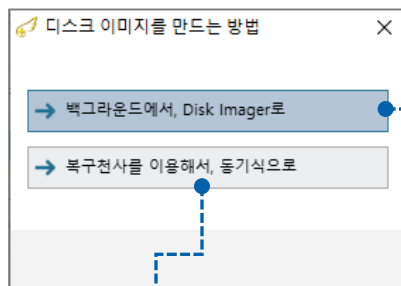 디스크 이미지를 만드는 방법
백그라운드에서, Disk Imager로
복구천사를 이용해서, 동기식으로